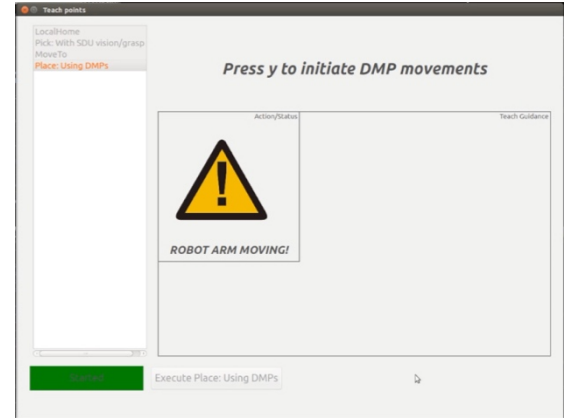 Teach points
LocalHome
Pick: With SDU vision/grasp
MoveTo
Place: Using DMPs
Press y to initiate DMP movements
Action/Status
Teach Guidance
ROBOT ARM MOVING!
Execute Place: Using DMPs